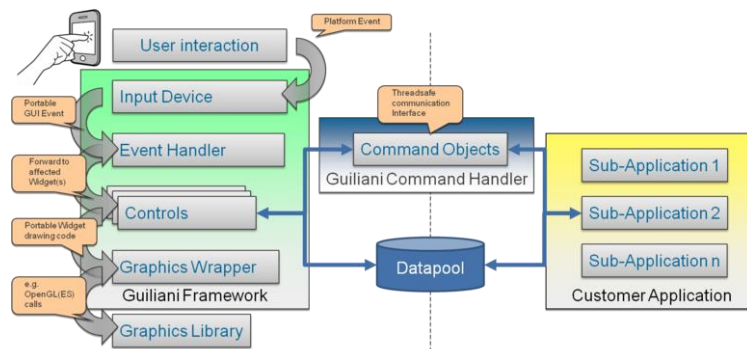 Platform Event
User interaction
Input Device
Portable
GUI Event
Event Handler
Forward to
affected
Widget(s)
Controls
Portable Widget
drawing code
Graphics Wrapper
Guiliani Framework
e.g.
OpenGL(ES)
calls
Graphics Library
Threadsafe
communication
Interface
Command Objects
Guiliani Command Handler
Datapool
Sub-Application 1
Sub-Application 2
Sub-Application n
Customer Application